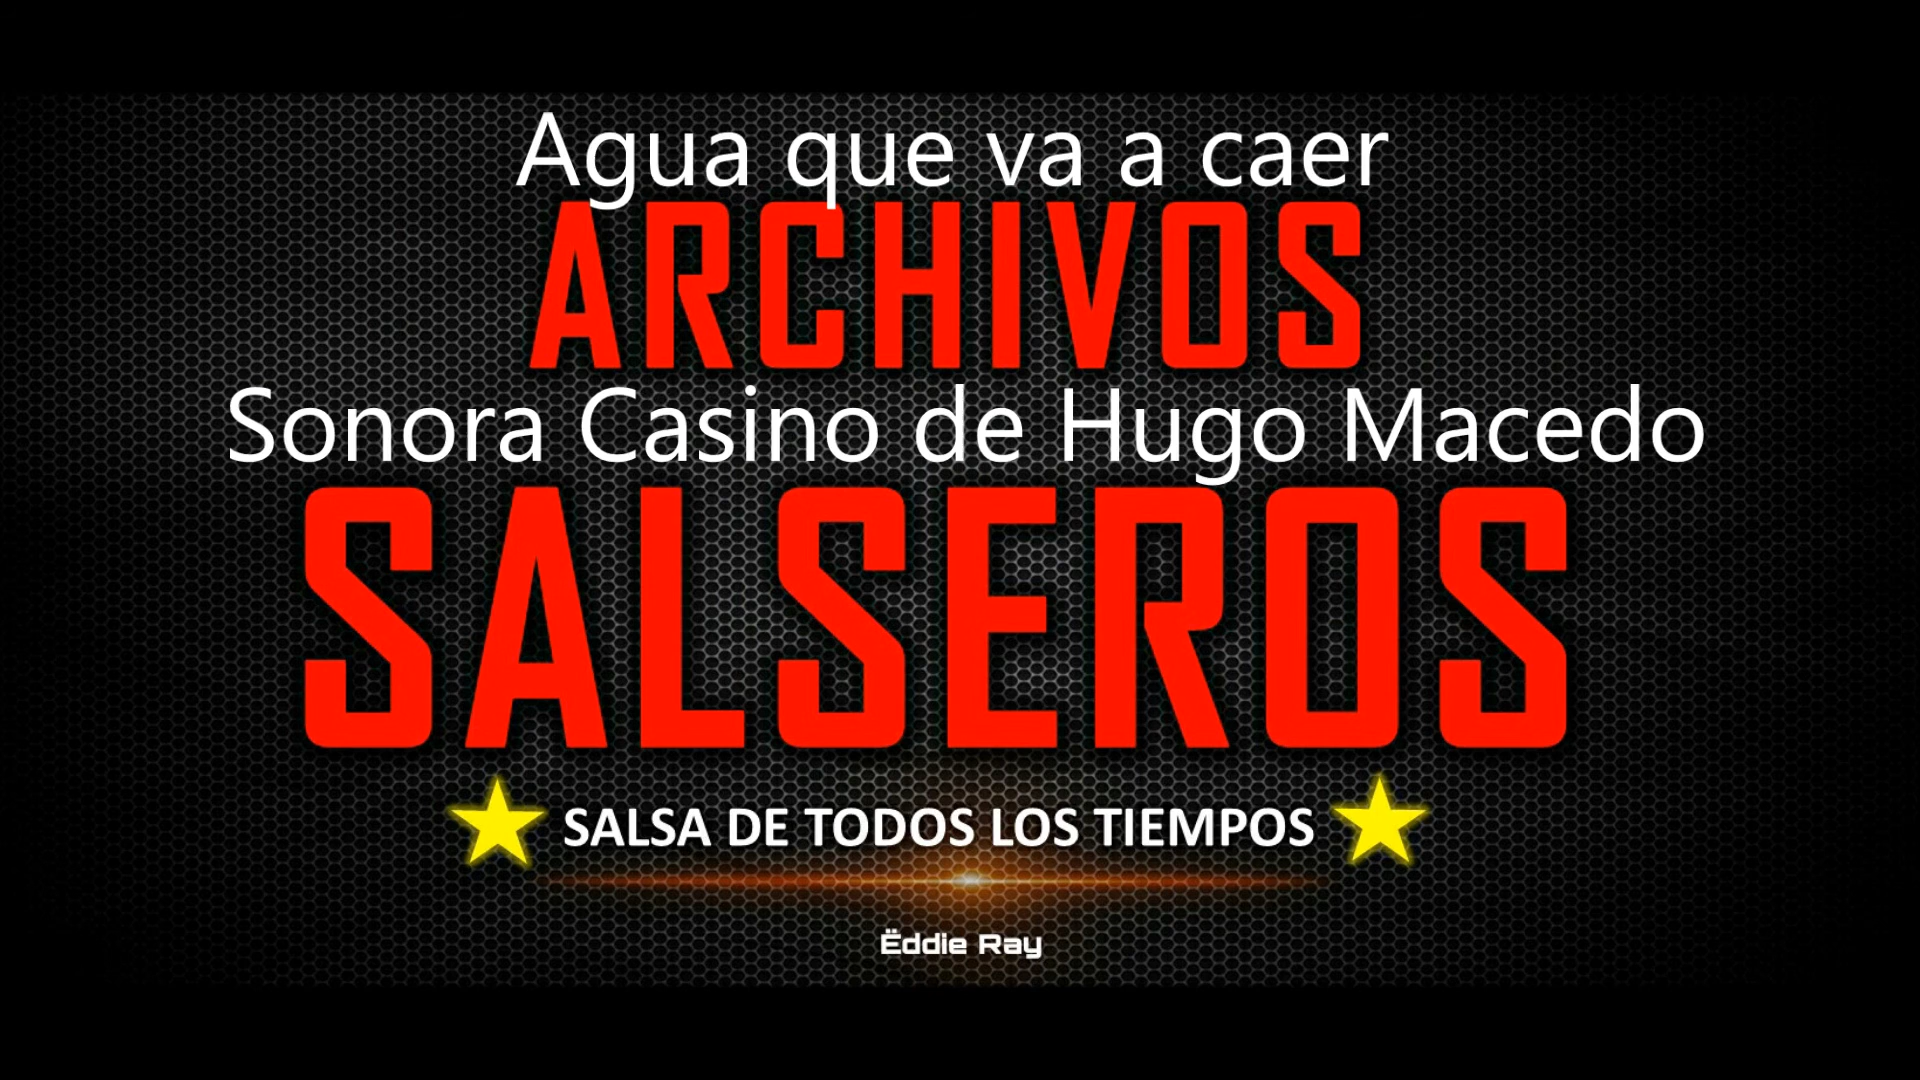 Agua que va a caer
ARCHIVOS
Sonora Casino de Hugo Macedo
SALSEROS
SALSA DE TODOS LOS TIEMPOS
Ëddie Ray